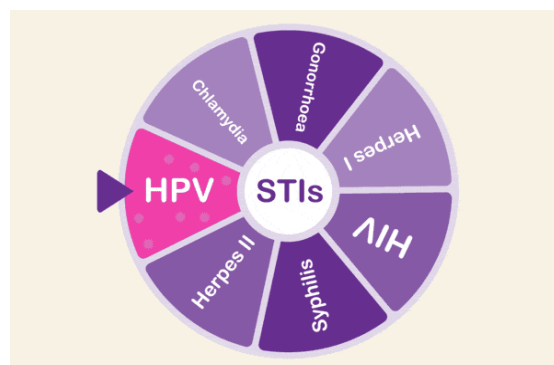 Gonorrhoea
Herpes I
HIV
Syphilis
Herpes II
HPV
Chlamydia
STIs